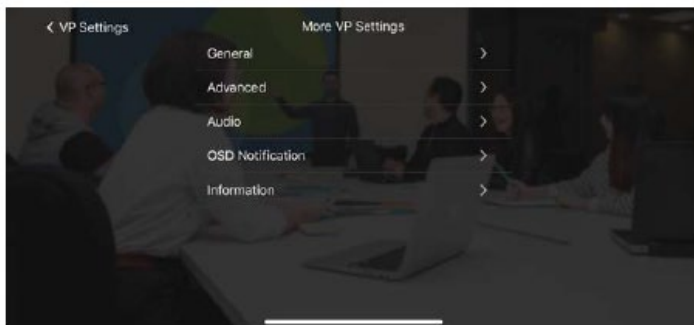 VP Settings
More VP Settings
General
Advanced
Audio
OSD Notification
Information